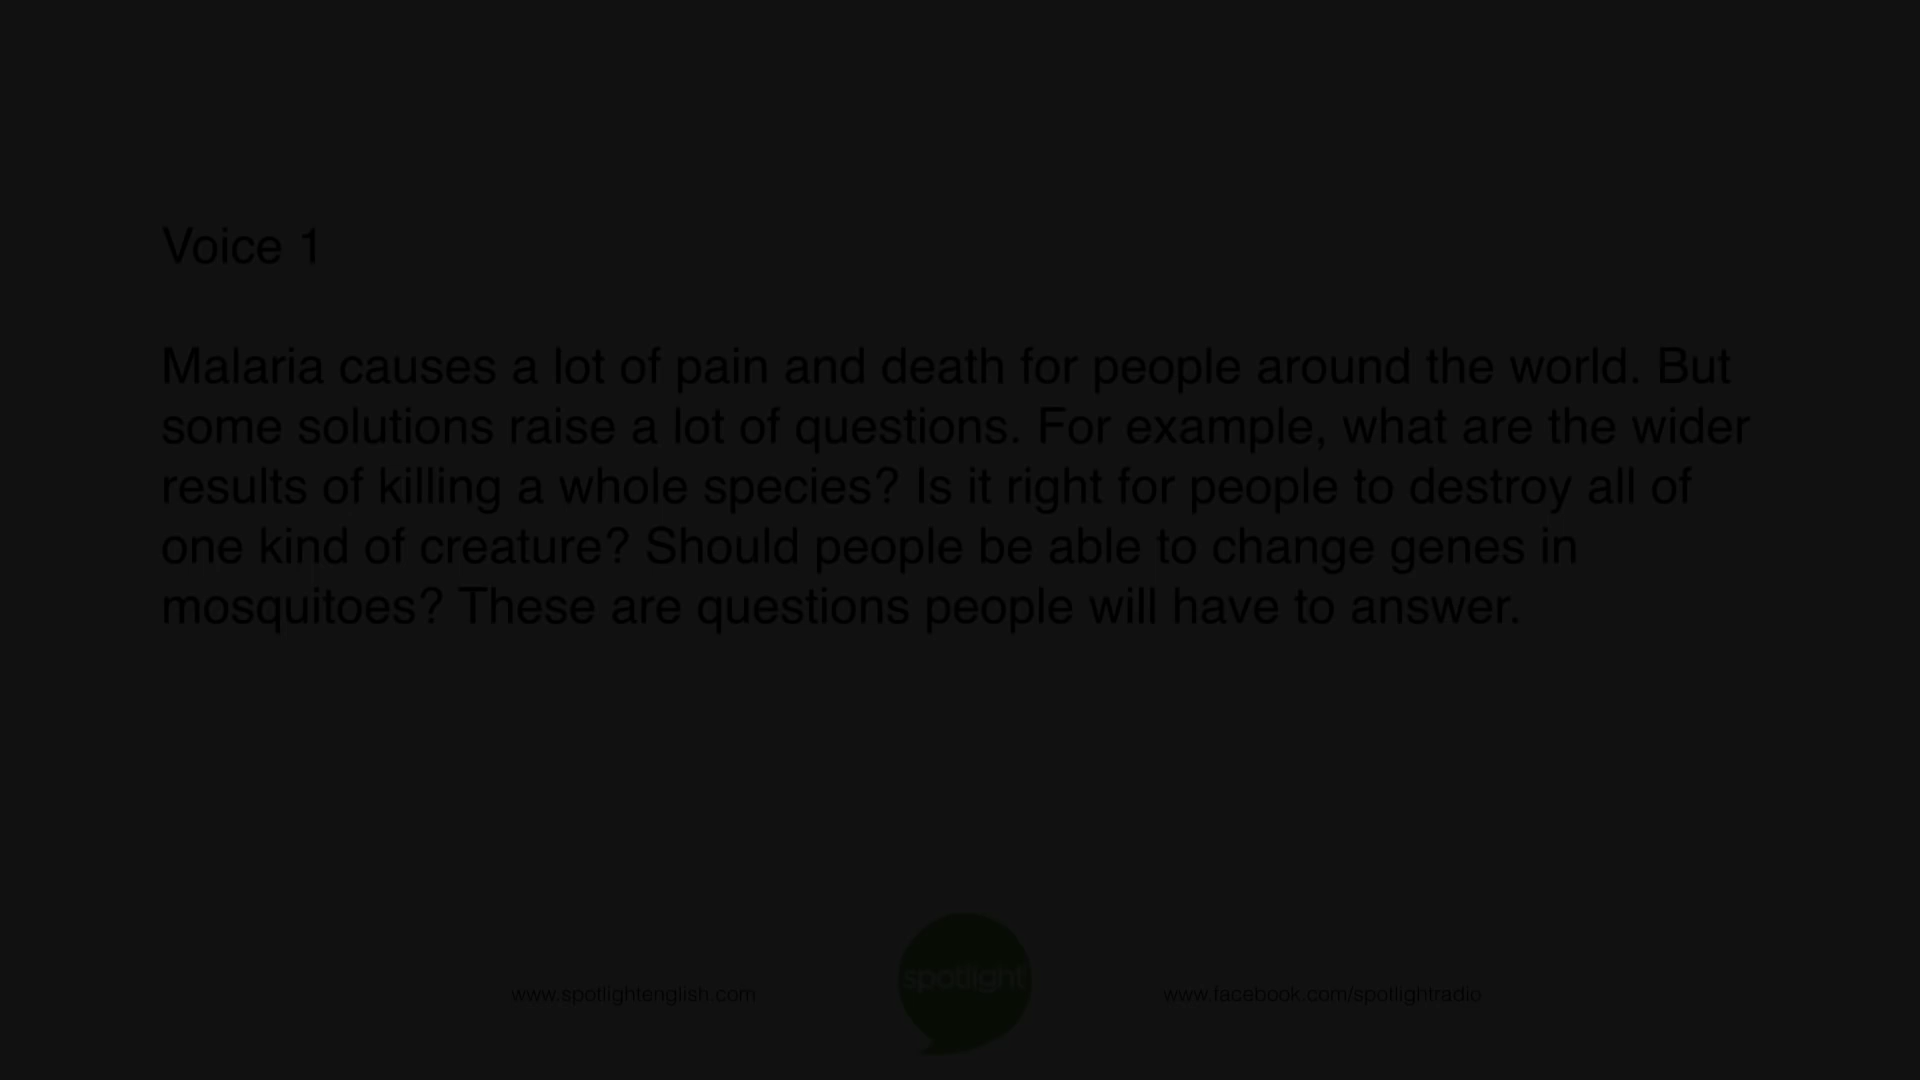 Voice 1
Malaria causes a lot of pain and death for people around the world. But
some solutions raise a lot of questions. For example, what are the wider
results of killing a whole species? Is it right for people to destroy all of
one kind of creature? Should people be able to change genes in
mosquitoes? These are questions people will have to answer.
spotlight
www.spotlightenglish.com
www.facebook.com/spotlightradio